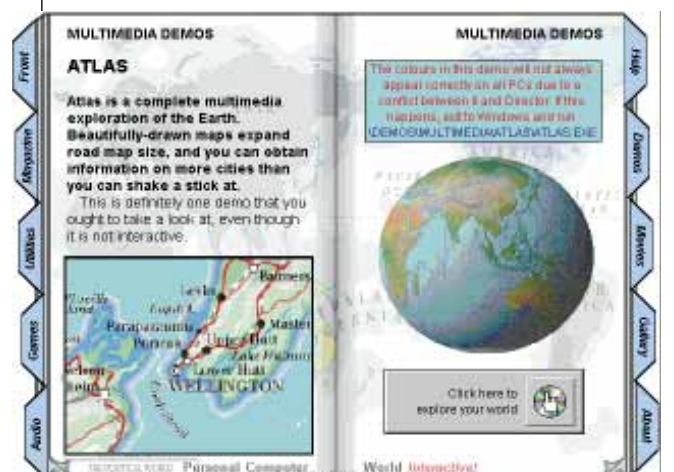 MULTIMEDIA DEMOS
ATLAS
Atlas is a complete multimedia
exploration of the Earth.
Beautifully-drawn maps expand
road map size, and you can obtain
information on more cities than
you can shake a stick at.
This is definitely one demo that you
ought to take a look at, even though
it is not interactive.
Levin
Paraparaumu
Porirua
Upper Hutt
Lower Hutt
Master
WELLINGTON
Personal Computer
MULTIMEDIA DEMOS
The colours in this demo will not always
appear correctly on all PCs due to a
conflict between it and Director. If this
happens, exit to Windows and run
\DEMOS\MULTIMEDIA\ATLAS\ATLAS.EXE
Click here to
explore your world
World Interactive!
Front
Magazine
Utilities
Games
Audio
Help
Demos
Movies
Gallery
About